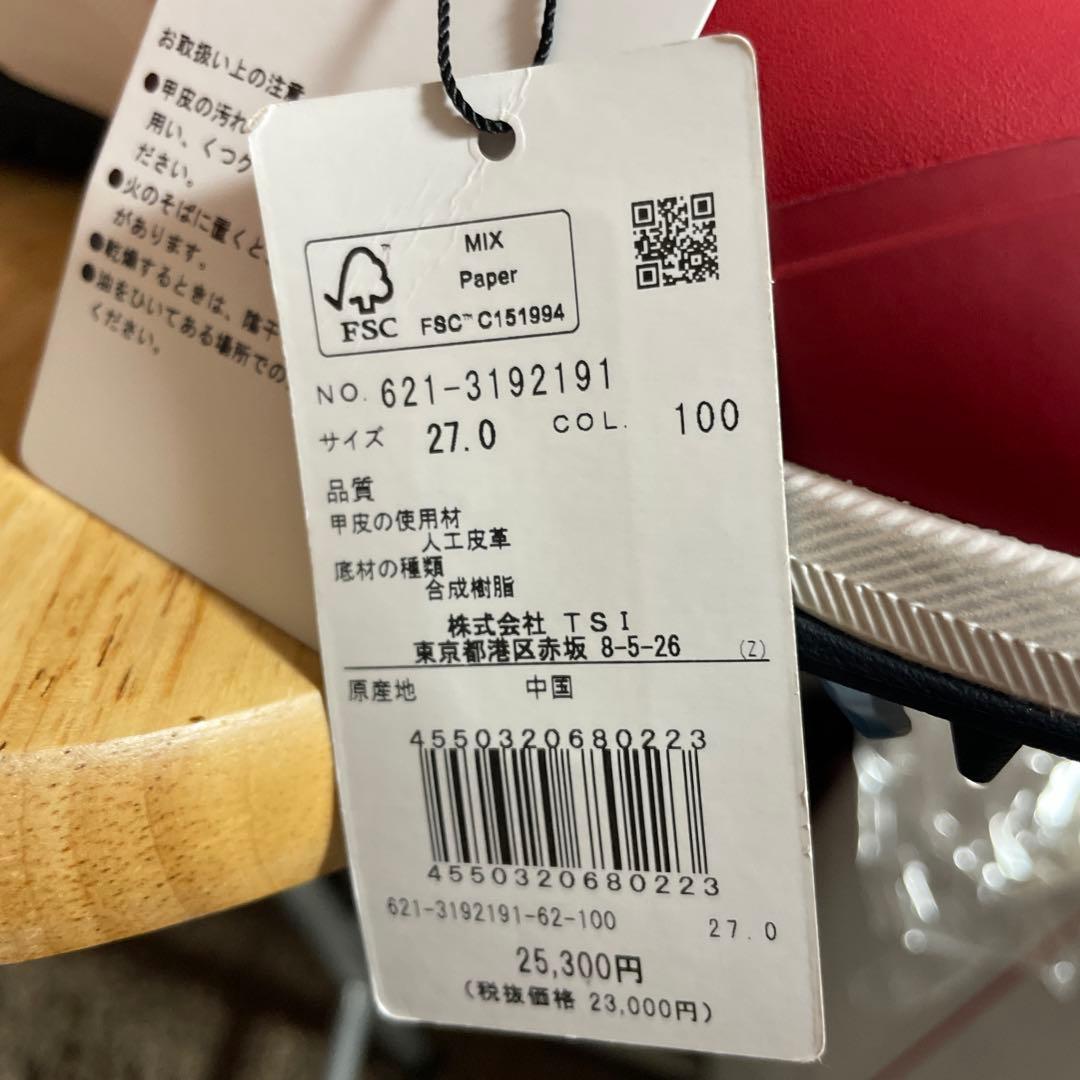 お取扱い上の注意
●甲皮の汚れ
用い、くつク
ださい。
●火のそばに置くと
があります。
●乾燥するときは、陰干
●油をひいてある場所での
ください。
MIX
Paper
FSC™ C151994
FSC
NO. 621-3192191
サイズ 27.0 COL. 100
品質
甲皮の使用材
人工皮革
底材の種類
合成樹脂
株式会社 TSI
東京都港区赤坂 8-5-26 (Z)
原産地 中国
4550320680223
4550320680223
621-3192191-62-100 27.0
25,300円
(税抜価格 23,000円)